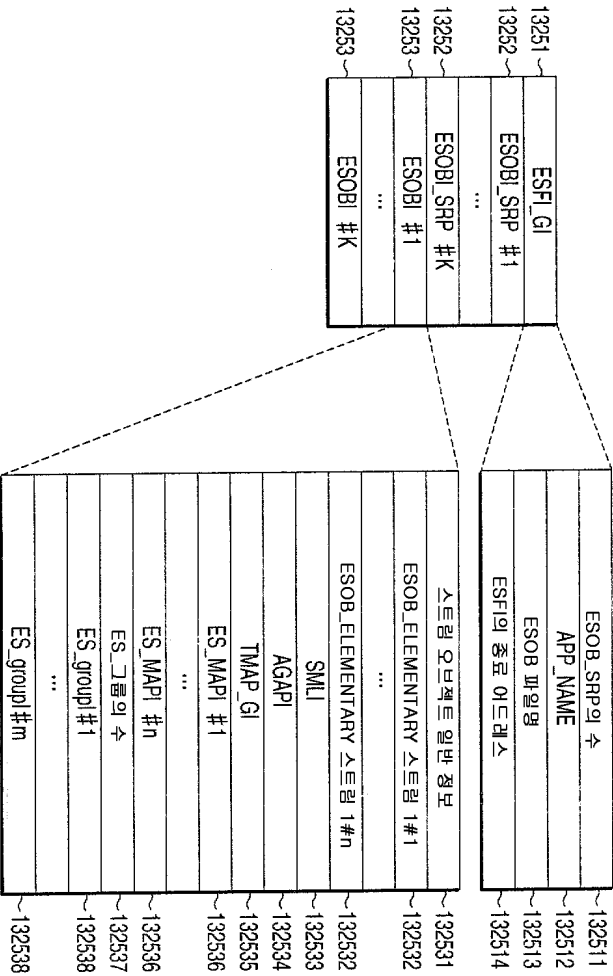 13251
13252
13252
13253
13253
ESFI_GI
ESOBI_SRP #1
...
ESOBI_SRP #K
ESOBI #1
...
ESOBI #K
ESOB_SRP의 수
APP_NAME
ESOB 파일명
ESFI의 종료 어드레스
132511
132512
132513
132514
스트림 오브젝트 일반 정보
ESOB_ELEMENTARY 스트림 1#1
...
ESOB_ELEMENTARY 스트림 1#n
SMLI
AGAPI
TMAP_GI
ES_MAPI #1
...
ES_MAPI #n
ES_그룹의 수
ES_groupI#1
...
ES_groupI#m
132531
132532
132532
132533
132534
132535
132536
132536
132537
132538
132538